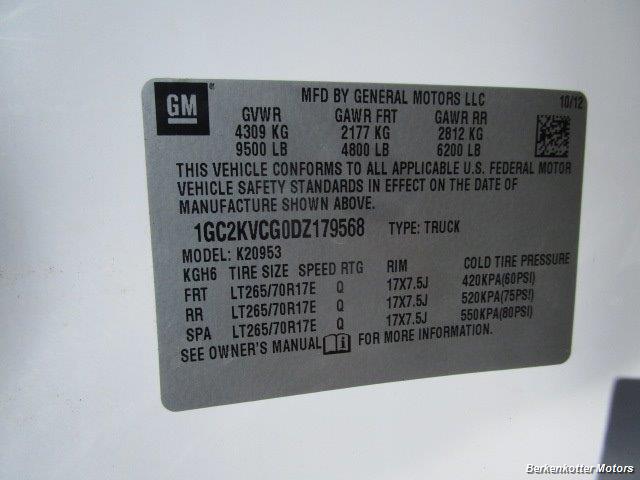 GM
MFD BY GENERAL MOTORS LLC 10/12
GVWR GAWR FRT GAWR RR
4309 KG 2177 KG 2812 KG
9500 LB 4800 LB 6200 LB
THIS VEHICLE CONFORMS TO ALL APPLICABLE U.S. FEDERAL MOTOR
VEHICLE SAFETY STANDARDS IN EFFECT ON THE DATE OF
MANUFACTURE SHOWN ABOVE.
1GC2KVCG0DZ179568 TYPE: TRUCK
MODEL: K20953
KGH6 TIRE SIZE SPEED RTG RIM COLD TIRE PRESSURE
FRT LT265/70R17E Q 17X7.5J 420KPA(60PSI)
RR LT265/70R17E Q 17X7.5J 520KPA(75PSI)
SPA LT265/70R17E Q 17X7.5J 550KPA(80PSI)
SEE OWNER'S MANUAL FOR MORE INFORMATION.
Berkenkotter Motors